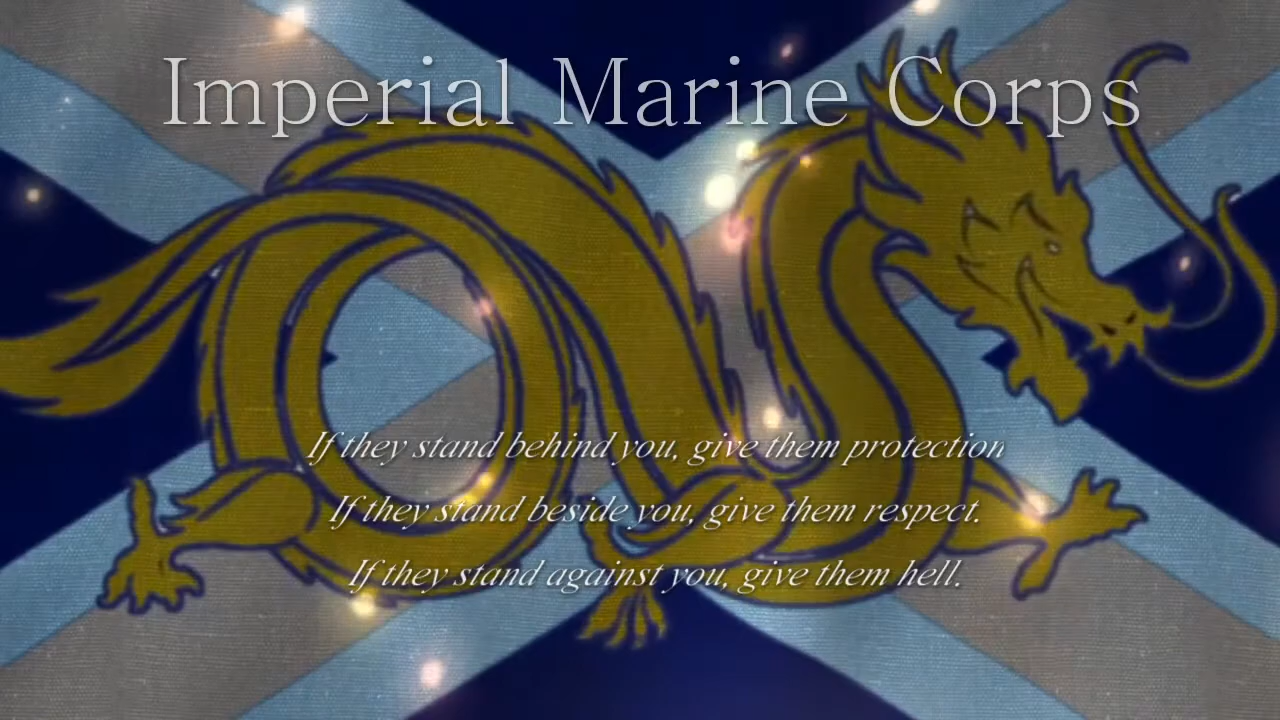 Imperial Marine Corps
If they stand behind you, give them protection
If they stand beside you, give them respect.
If they stand against you, give them hell.